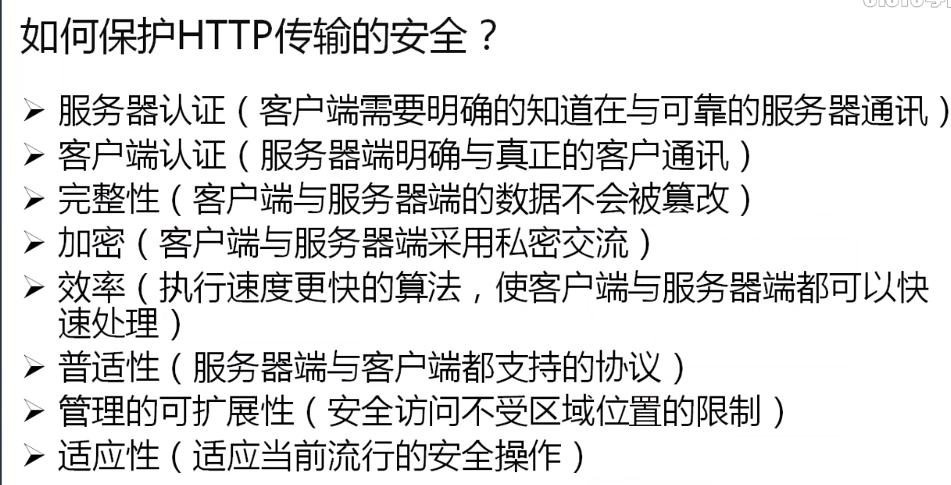 如何保护HTTP传输的安全？
➢ 服务器认证（客户端需要明确的知道在与可靠的服务器通讯）
➢ 客户端认证（服务器端明确与真正的客户通讯）
➢ 完整性（客户端与服务器端的数据不会被篡改）
➢ 加密（客户端与服务器端采用私密交流）
➢ 效率（执行速度更快的算法，使客户端与服务器端都可以快
速处理）
➢ 普适性（服务器端与客户端都支持的协议）
➢ 管理的可扩展性（安全访问不受区域位置的限制）
➢ 适应性（适应当前流行的安全操作）